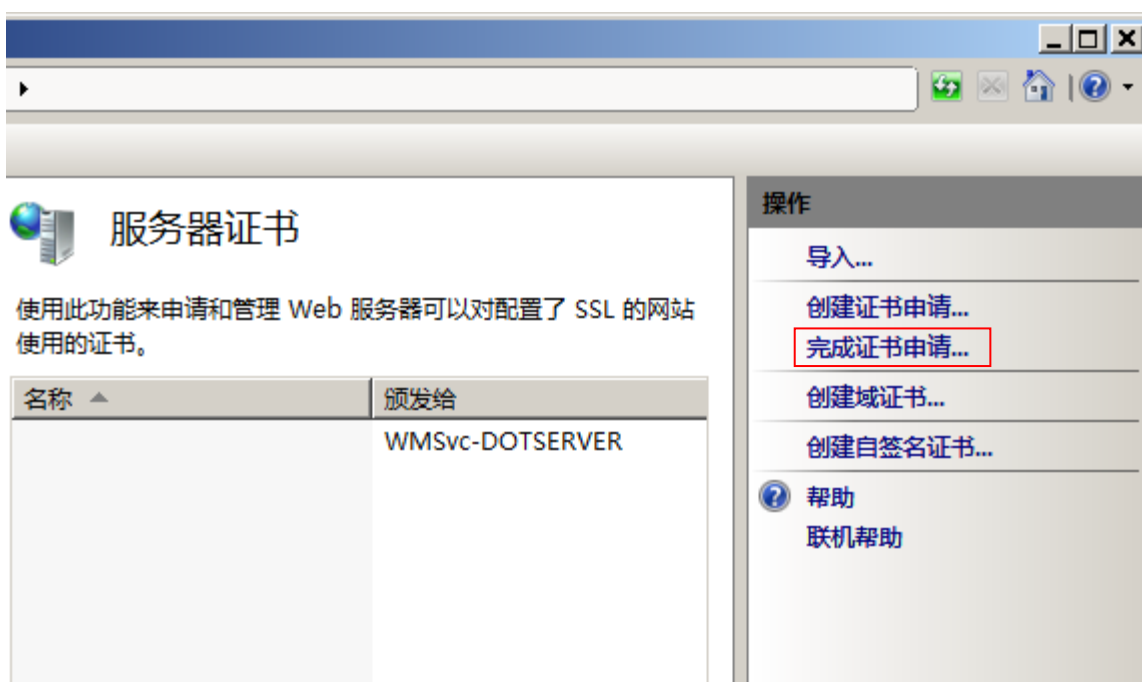 服务器证书
使用此功能来申请和管理 Web 服务器可以对配置了 SSL 的网站
使用的证书。
名称
颁发给
WMSvc-DOTSERVER
操作
导入...
创建证书申请...
完成证书申请...
创建域证书...
创建自签名证书...
帮助
联机帮助